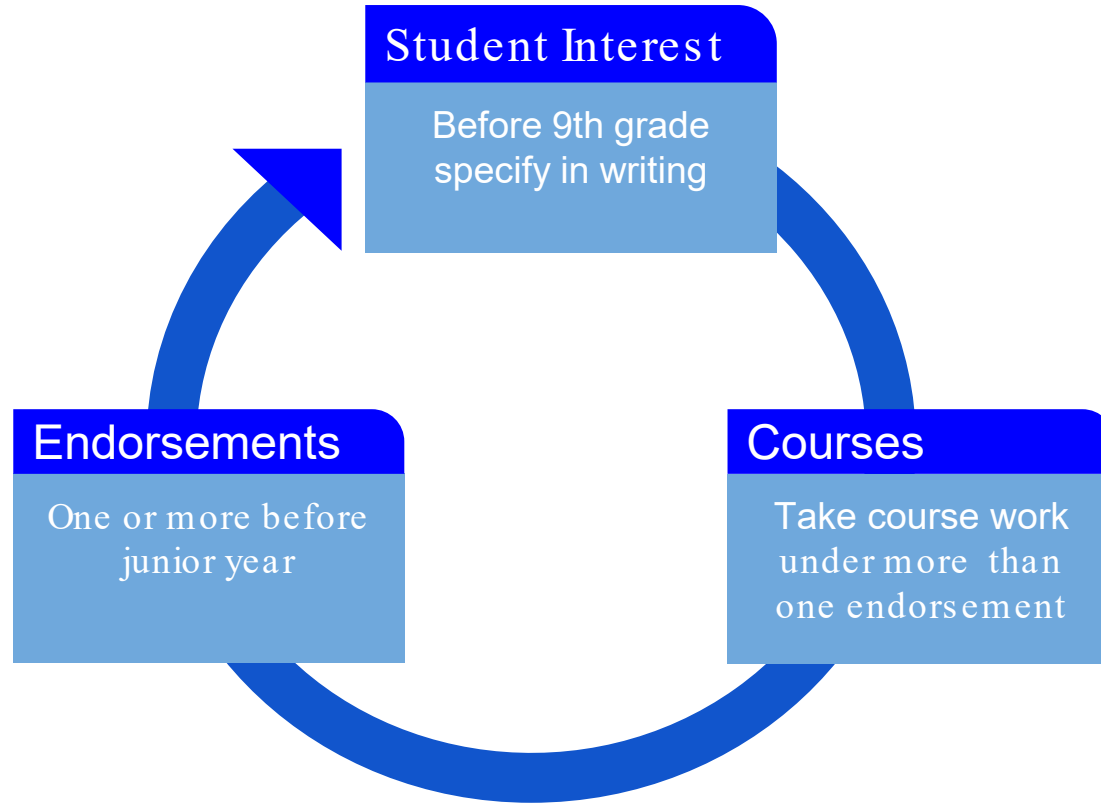 Student Interest
Before 9th grade
specify in writing
Endorsements
One or more before
junior year
Courses
Take course work
under more than
one endorsement